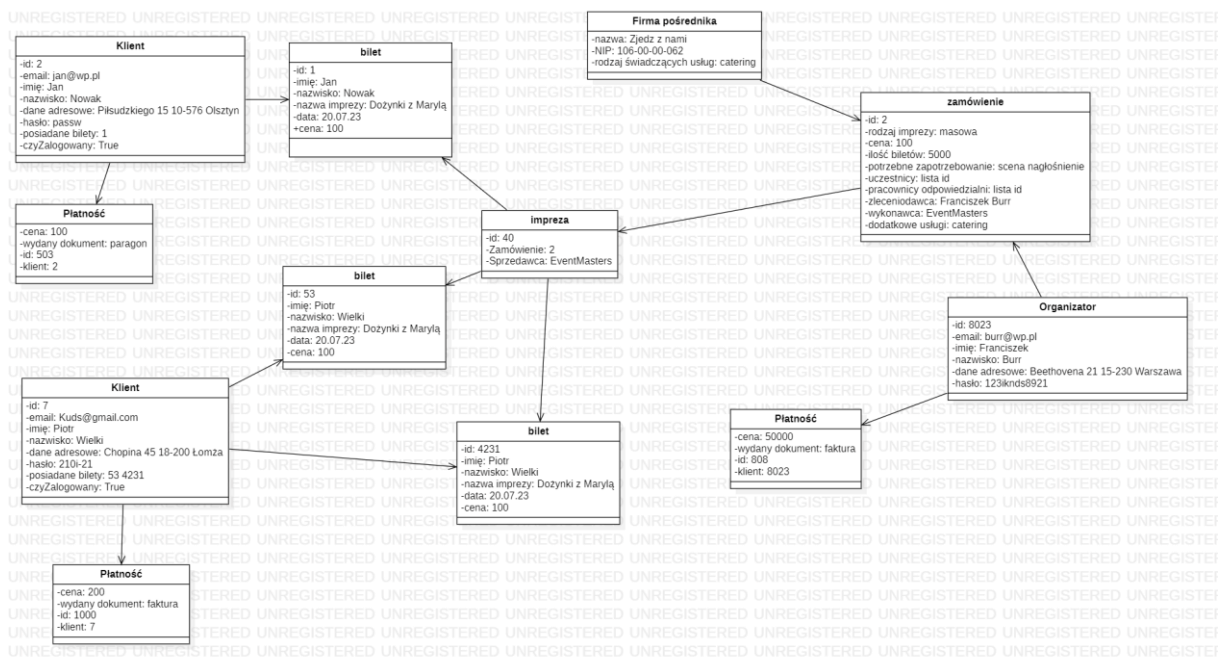 Klient
-id: 2
-email: jan@wp.pl
-imię: Jan
-nazwisko: Nowak
-dane adresowe: Piłsudzkiego 15 10-576 Olsztyn
-hasło: passw
-posiadane bilety: 1
-czyZalogowany: True
bilet
-id: 1
-imię: Jan
-nazwisko: Nowak
-nazwa imprezy: Dożynki z Marylą
-data: 20.07.23
+cena: 100
Firma pośrednika
-nazwa: Zjedz z nami
-NIP: 106-00-00-062
-rodzaj świadczących usług: catering
zamówienie
-id: 2
-rodzaj imprezy: masowa
-cena: 100
-ilość biletów: 5000
-potrzebne zapotrzebowanie: scena nagłośnienie
-uczestnicy: lista id
-pracownicy odpowiedzialni: lista id
-zleceniodawca: Franciszek Burr
-wykonawca: EventMasters
-dodatkowe usługi: catering
Płatność
-cena: 100
-wydany dokument: paragon
-id: 503
-klient: 2
impreza
-id: 40
-Zamówienie: 2
-Sprzedawca: EventMasters
bilet
-id: 53
-imię: Piotr
-nazwisko: Wielki
-nazwa imprezy: Dożynki z Marylą
-data: 20.07.23
-cena: 100
Organizator
-id: 8023
-email: burr@wp.pl
-imię: Franciszek
-nazwisko: Burr
-dane adresowe: Beethovena 21 15-230 Warszawa
-hasło: 123iknds8921
Klient
-id: 7
-email: Kuds@gmail.com
-imię: Piotr
-nazwisko: Wielki
-dane adresowe: Chopina 45 18-200 Łomza
-hasło: 210i-21
-posiadane bilety: 53 4231
-czyZalogowany: True
bilet
-id: 4231
-imię: Piotr
-nazwisko: Wielki
-nazwa imprezy: Dożynki z Marylą
-data: 20.07.23
-cena: 100
Płatność
-cena: 50000
-wydany dokument: faktura
-id: 808
-klient: 8023
Płatność
-cena: 200
-wydany dokument: faktura
-id: 1000
-klient: 7